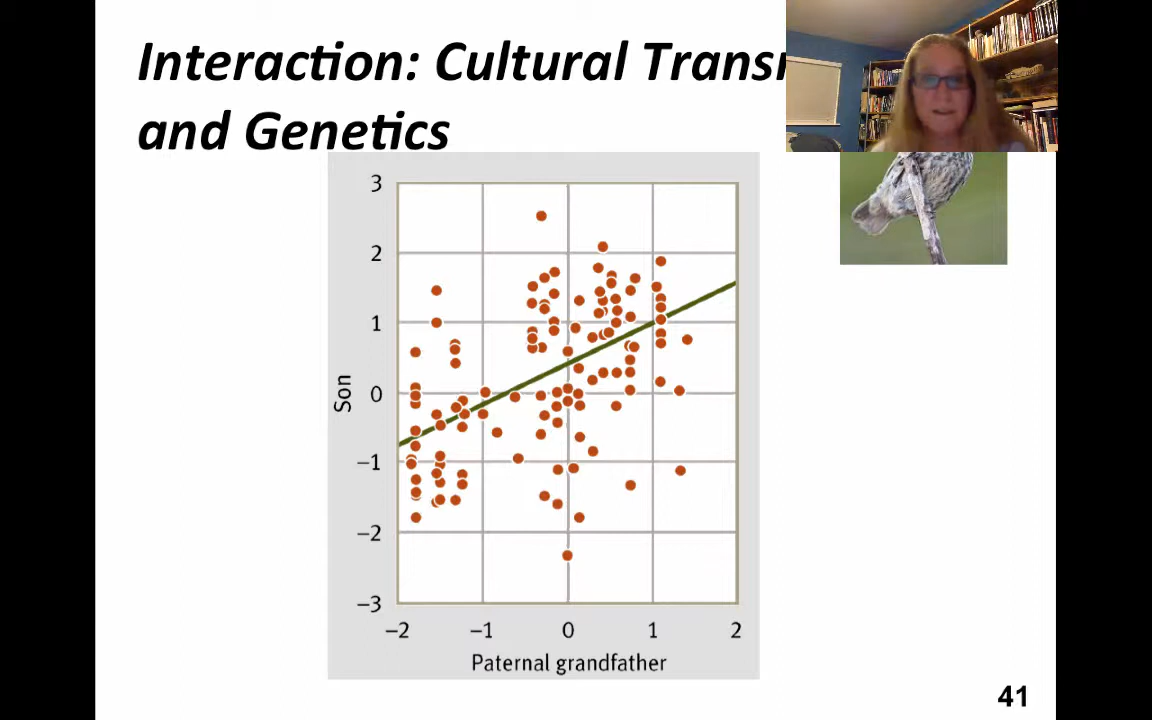 Interaction: Cultural Trans
and Genetics
3
2
1
0
−1
−2
−3
Son
−2 −1 0 1 2
Paternal grandfather
41